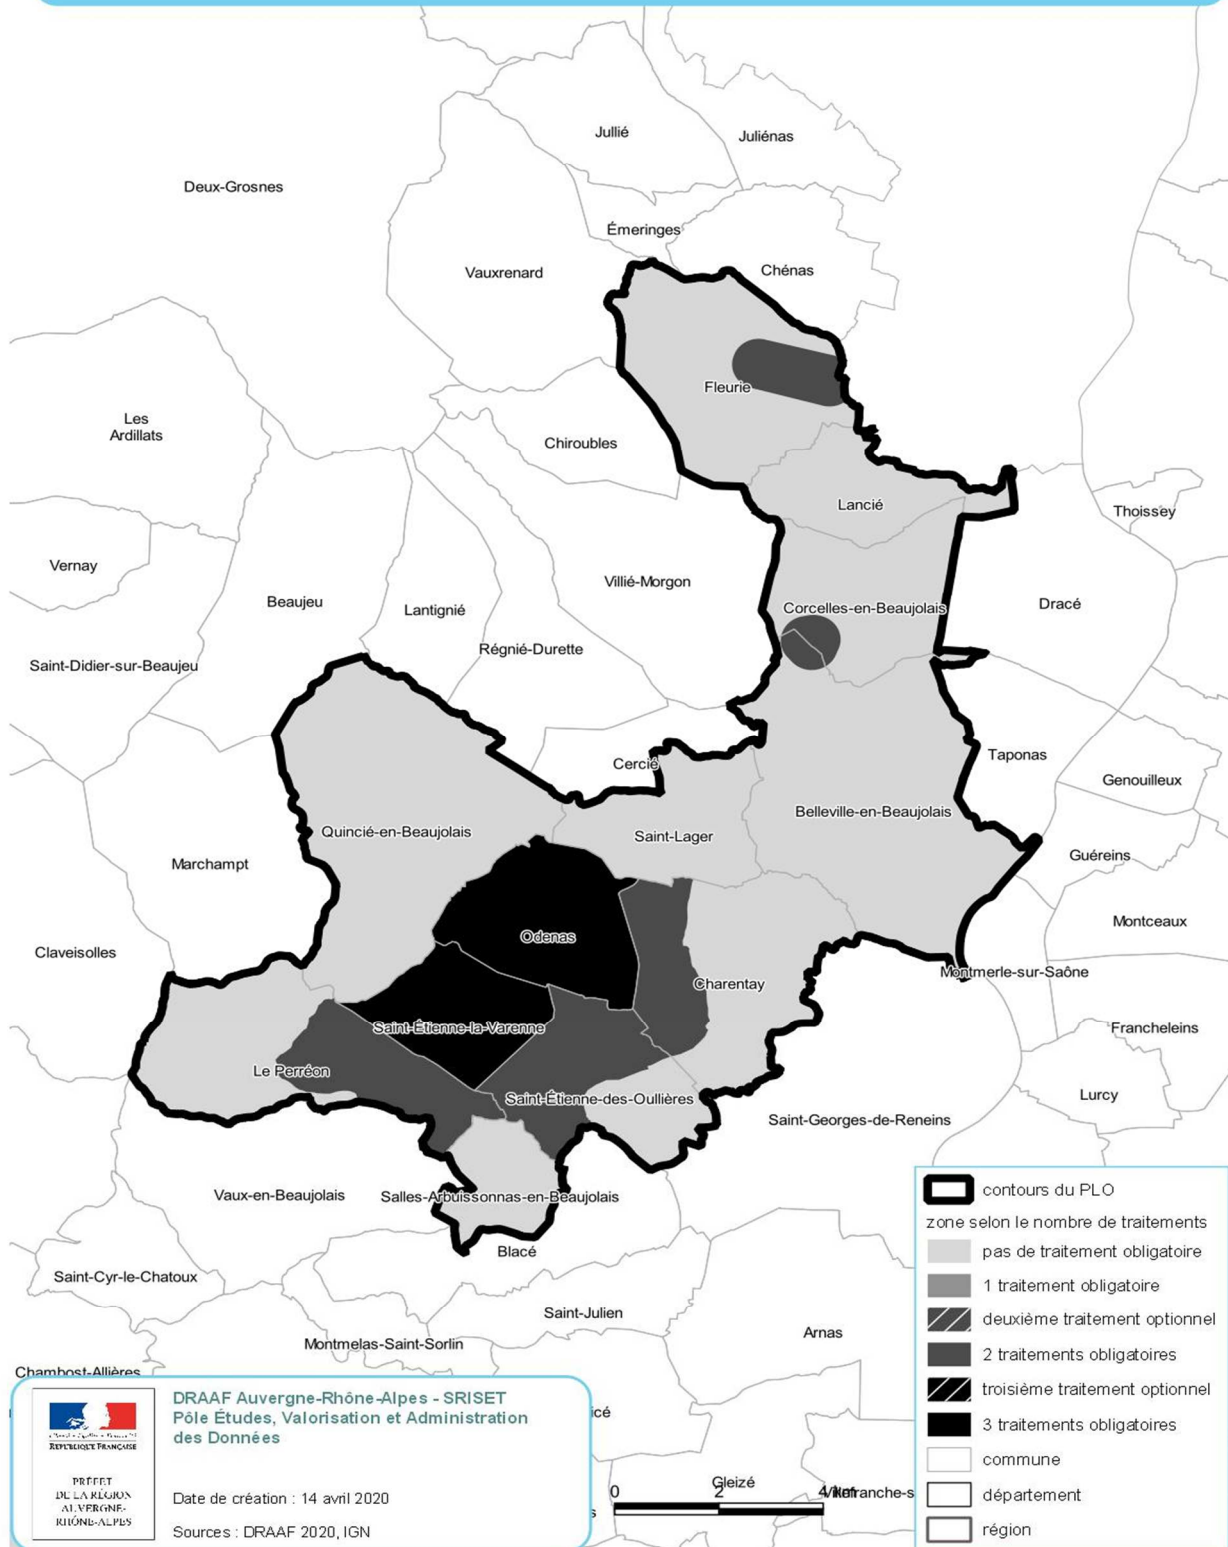 Jullié
Juliénas
Deux-Grosnes
Émeringes
Vauxrenard
Chénas
Fleurie
Les
Ardillats
Chiroubles
Lancié
Thoissey
Vernay
Villié-Morgon
Beaujeu
Lantignié
Corcelles-en-Beaujolais
Dracé
Régnié-Durette
Saint-Didier-sur-Beaujeu
Cercié
Taponas
Genouilleux
Belleville-en-Beaujolais
Quincié-en-Beaujolais
Saint-Lager
Marchampt
Guéreins
Montceaux
Odenas
Claveisolles
Charentay
Montmerle-sur-Saône
Saint-Étienne-la-Varenne
Francheleins
Le Perréon
Saint-Étienne-des-Oullières
Lurcy
Saint-Georges-de-Reneins
Vaux-en-Beaujolais
Salles-Arbuissonnas-en-Beaujolais
Blacé
Saint-Cyr-le-Chatoux
Saint-Julien
Arnas
Montmelas-Saint-Sorlin
Chambost-Allières
icé
Gleizé
0 2 4
contours du PLO
zone selon le nombre de traitements
pas de traitement obligatoire
1 traitement obligatoire
deuxième traitement optionnel
2 traitements obligatoires
troisième traitement optionnel
3 traitements obligatoires
commune
département
région
DRAAF Auvergne-Rhône-Alpes - SRISET
Pôle Études, Valorisation et Administration
des Données
Date de création : 14 avril 2020
Sources : DRAAF 2020, IGN
RÉPUBLIQUE FRANÇAISE
PRÉFET
DE LA RÉGION
AUVERGNE-
RHÔNE-ALPES